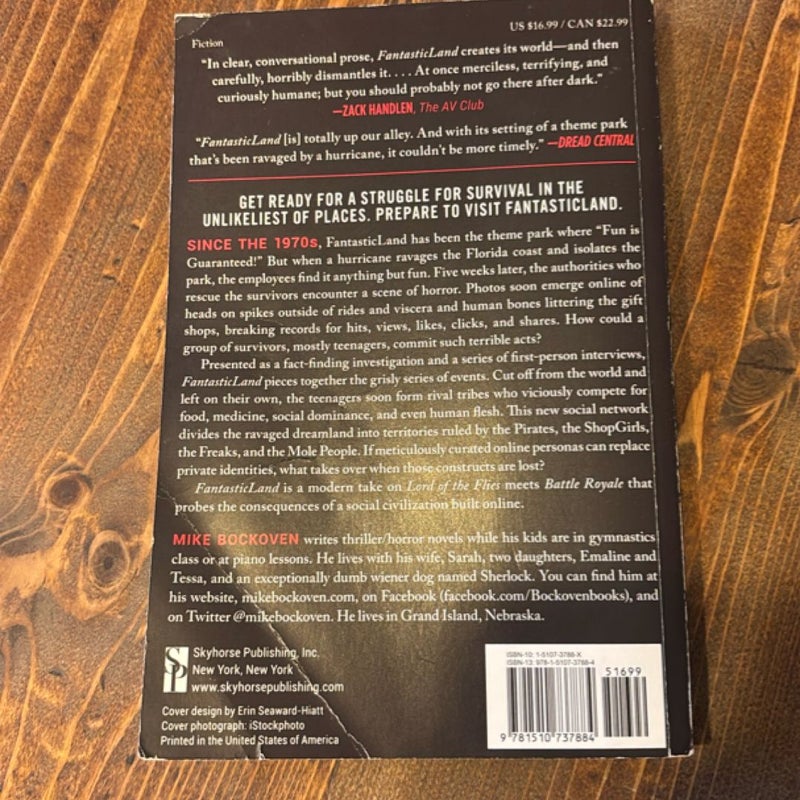 US $16.99 / CAN $22.99
Fiction
“In clear, conversational prose, FantasticLand creates its world—and then
carefully, horribly dismantles it. . . . At once merciless, terrifying, and
curiously humane; but you should probably not go there after dark.”
—ZACK HANDLEN, The AV Club
“FantasticLand [is] totally up our alley. And with its setting of a theme park
that’s been ravaged by a hurricane, it couldn’t be more timely.” —DREAD CENTRAL
GET READY FOR A STRUGGLE FOR SURVIVAL IN THE
UNLIKELIEST OF PLACES. PREPARE TO VISIT FANTASTICLAND.
SINCE THE 1970s, FantasticLand has been the theme park where “Fun is
Guaranteed!” But when a hurricane ravages the Florida coast and isolates the
park, the employees find it anything but fun. Five weeks later, the authorities who
rescue the survivors encounter a scene of horror. Photos soon emerge online of
heads on spikes outside of rides and viscera and human bones littering the gift
shops, breaking records for hits, views, likes, clicks, and shares. How could a
group of survivors, mostly teenagers, commit such terrible acts?
Presented as a fact-finding investigation and a series of first-person interviews,
FantasticLand pieces together the grisly series of events. Cut off from the world and
left on their own, the teenagers soon form rival tribes who viciously compete for
food, medicine, social dominance, and even human flesh. This new social network
divides the ravaged dreamland into territories ruled by the Pirates, the ShopGirls,
the Freaks, and the Mole People. If meticulously curated online personas can replace
private identities, what takes over when those constructs are lost?
FantasticLand is a modern take on Lord of the Flies meets Battle Royale that
probes the consequences of a social civilization built online.
MIKE BOCKOVEN writes thriller/horror novels while his kids are in gymnastics
class or at piano lessons. He lives with his wife, Sarah, two daughters, Emaline and
Tessa, and an exceptionally dumb wiener dog named Sherlock. You can find him at
his website, mikebockoven.com, on Facebook (facebook.com/Bockovenbooks), and
on Twitter @mikebockoven. He lives in Grand Island, Nebraska.
Skyhorse Publishing, Inc.
New York, New York
www.skyhorsepublishing.com
Cover design by Erin Seaward-Hiatt
Cover photograph: iStockphoto
Printed in the United States of America
ISBN-10: 1-5107-3788-X
ISBN-13: 978-1-5107-3788-4
51699
9 781510 737884